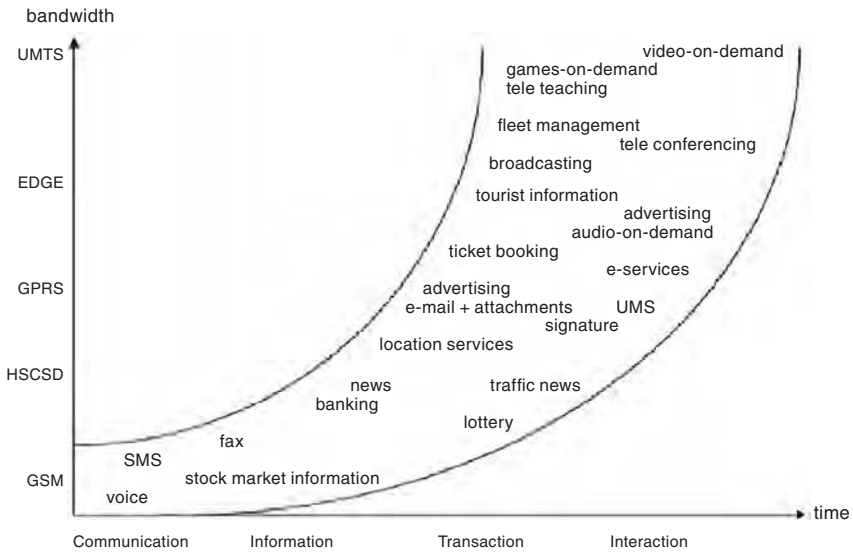 bandwidth
UMTS
video-on-demand
games-on-demand
tele teaching
fleet management
tele conferencing
broadcasting
EDGE
tourist information
advertising
audio-on-demand
ticket booking
e-services
GPRS
advertising
e-mail + attachments
UMS
signature
location services
HSCSD
news
traffic news
banking
lottery
fax
SMS
GSM
stock market information
voice
time
Communication Information Transaction Interaction